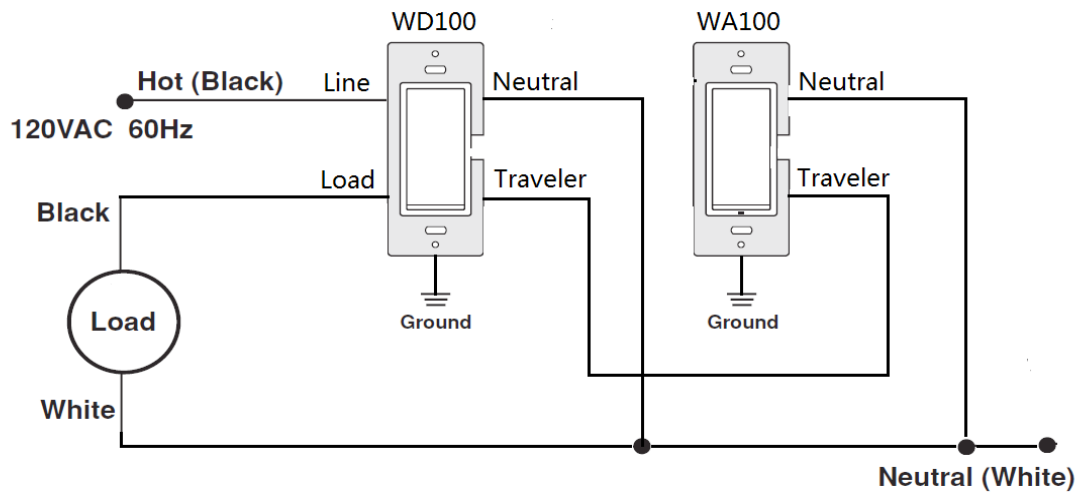 WD100
WA100
Hot (Black)
Line
Neutral
Neutral
120VAC 60Hz
Load
Traveler
Traveler
Black
Load
Ground
Ground
White
Neutral (White)